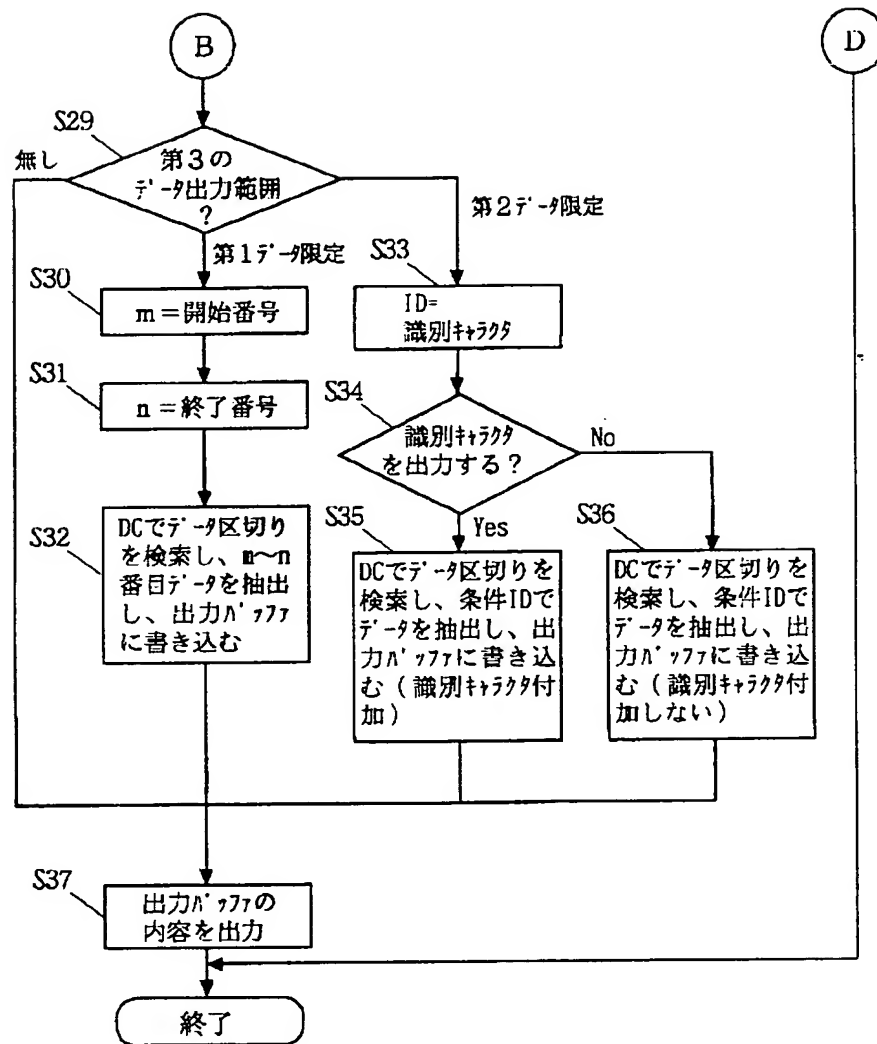 B
D
S29
第3の
データ出力範囲
?
無し
第2データ限定
第1データ限定
S30
m=開始番号
S33
ID=
識別キャラクタ
S31
n=終了番号
S34
識別キャラクタ
を出力する?
No
Yes
S32
DCでデータ区切り
を検索し、m~n
番目データを抽出
し、出力バッファ
に書き込む
S35
DCでデータ区切りを
検索し、条件IDで
データを抽出し、出
力バッファに書き込
む(識別キャラクタ付
加)
S36
DCでデータ区切りを
検索し、条件IDで
データを抽出し、出
力バッファに書き込
む(識別キャラクタ付
加しない)
S37
出力バッファの
内容を出力
終了